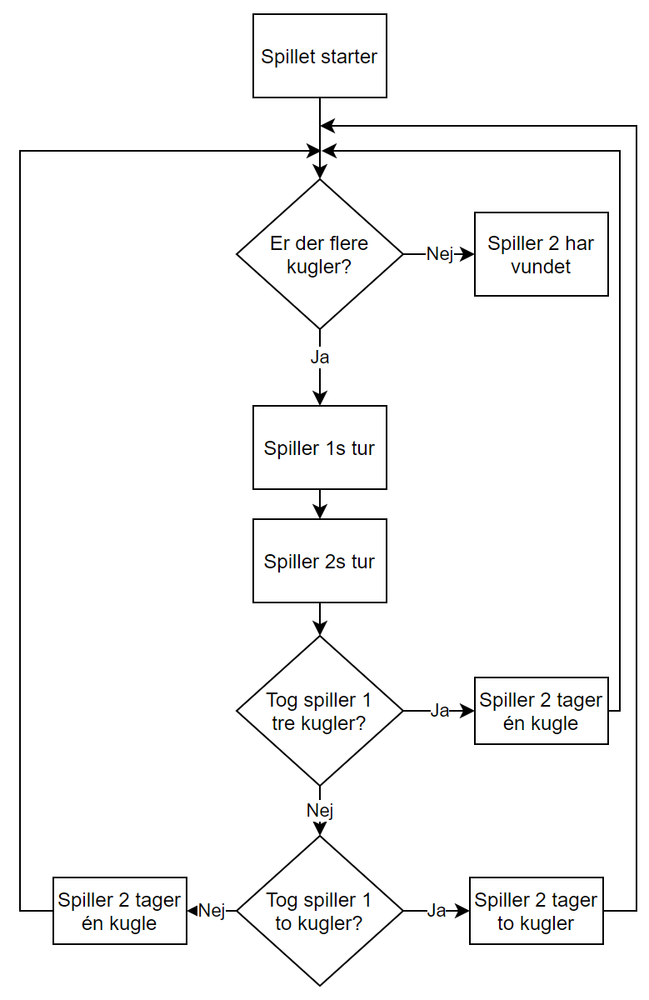 Spillet starter
Er der flere
kugler?
Nej
Spiller 2 har
vundet
Ja
Spiller 1s tur
Spiller 2s tur
Tog spiller 1
tre kugler?
Ja
Spiller 2 tager
én kugle
Nej
Tog spiller 1
to kugler?
Ja
Spiller 2 tager
to kugler
Nej
Spiller 2 tager
én kugle